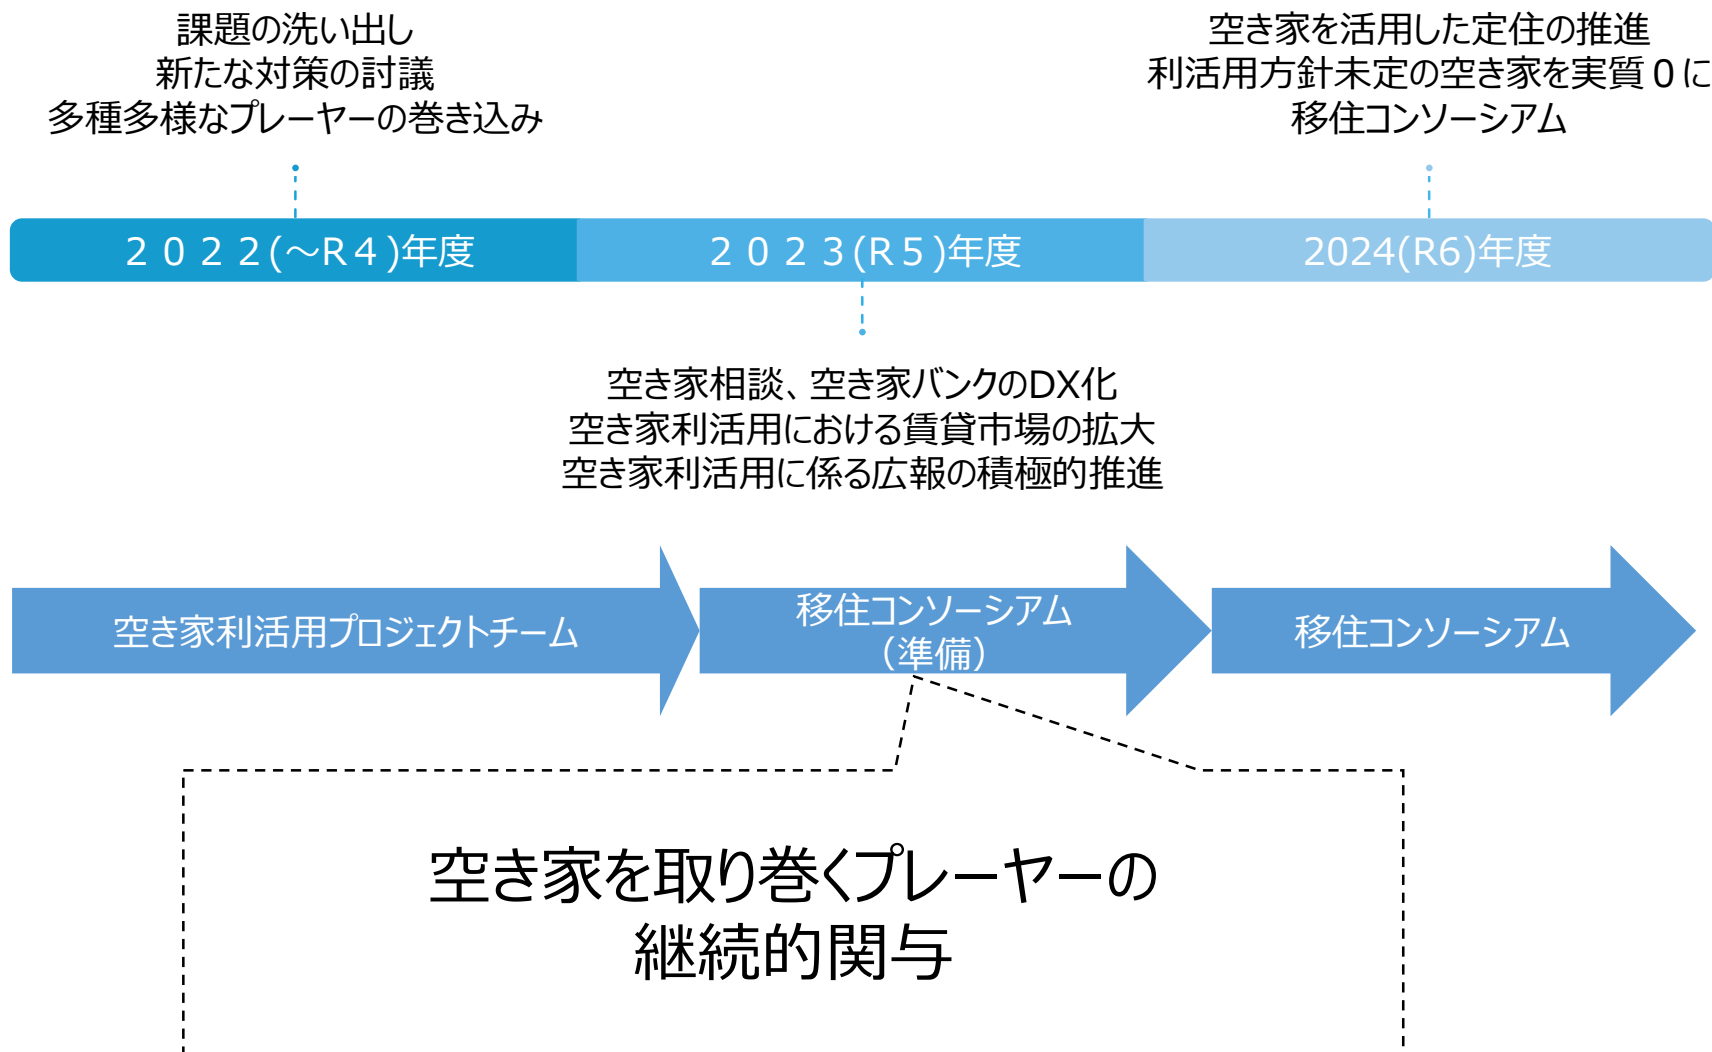 課題の洗い出し
新たな対策の討議
多種多様なプレーヤーの巻き込み
空き家を活用した定住の推進
利活用方針未定の空き家を実質０に
移住コンソーシアム
２０２２(～R４)年度
２０２３(R５)年度
2024(R6)年度
空き家相談、空き家バンクのDX化
空き家利活用における賃貸市場の拡大
空き家利活用に係る広報の積極的推進
空き家利活用プロジェクトチーム
移住コンソーシアム
（準備）
移住コンソーシアム
空き家を取り巻くプレーヤーの
継続的関与